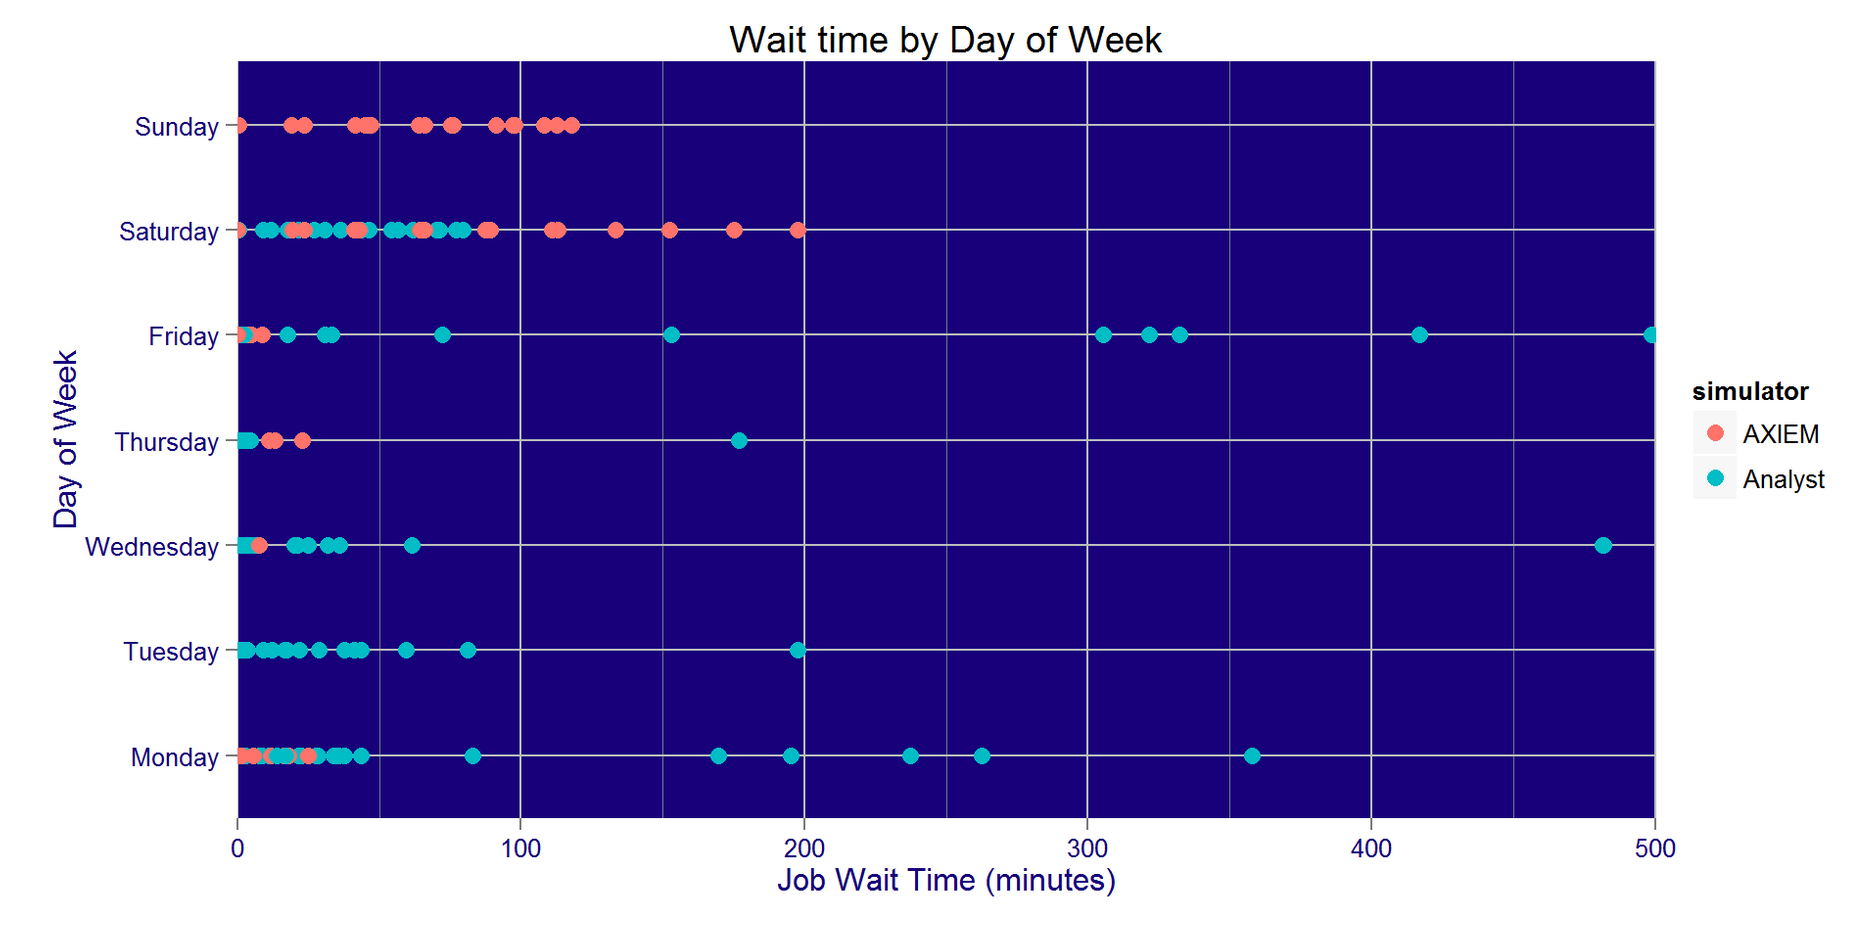 Wait time by Day of Week
Sunday
Saturday
Friday
Thursday
Wednesday
Tuesday
Monday
Day of Week
0 100 200 300 400 500
Job Wait Time (minutes)
simulator
AXIEM
Analyst